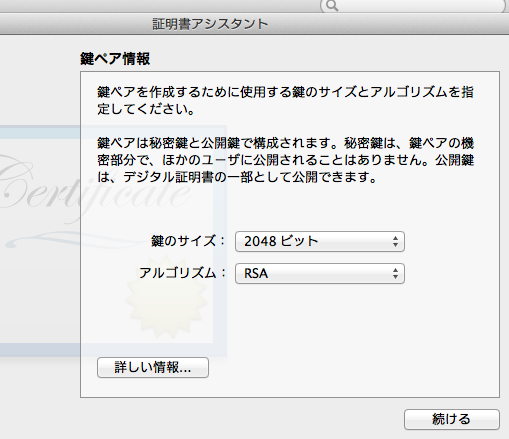 証明書アシスタント
鍵ペア情報
鍵ペアを作成するために使用する鍵のサイズとアルゴリズムを指
定してください。
鍵ペアは秘密鍵と公開鍵で構成されます。秘密鍵は、鍵ペアの機
密部分で、ほかのユーザに公開されることはありません。公開鍵
は、デジタル証明書の一部として公開できます。
Certificate
鍵のサイズ：2048 ビット
アルゴリズム：RSA
詳しい情報...
続ける